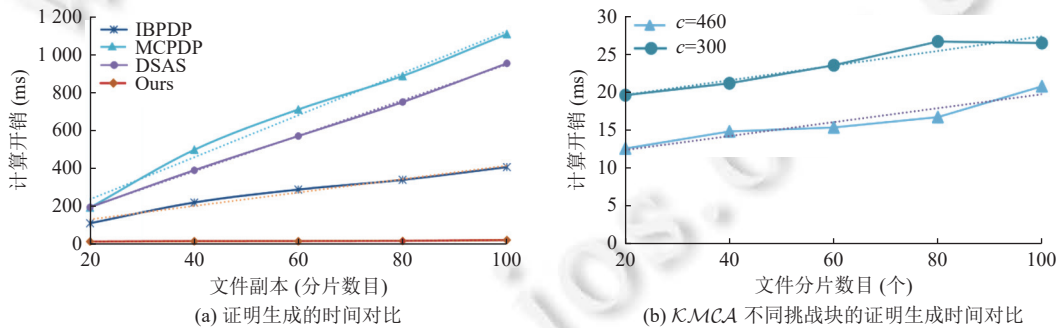 1 200
1 000
800
600
400
200
0
计算开销 (ms)
IBPDP
MCPDP
DSAS
Ours
20
40
60
80
100
文件副本 (分片数目)
(a) 证明生成的时间对比
30
25
20
15
10
5
0
计算开销 (ms)
c=460
c=300
20
40
60
80
100
文件分片数目 (个)
(b) KMCA 不同挑战块的证明生成时间对比